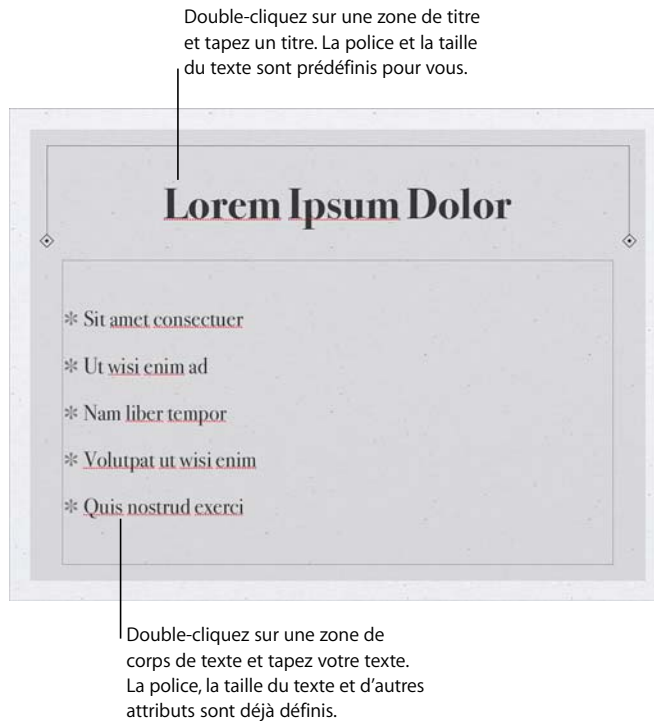 Double-cliquez sur une zone de titre
et tapez un titre. La police et la taille
du texte sont prédéfinis pour vous.
Lorem Ipsum Dolor
✻ Sit amet consectuer
✻ Ut wisi enim ad
✻ Nam liber tempor
✻ Volutpat ut wisi enim
✻ Quis nostrud exerci
Double-cliquez sur une zone de
corps de texte et tapez votre texte.
La police, la taille du texte et d'autres
attributs sont déjà définis.